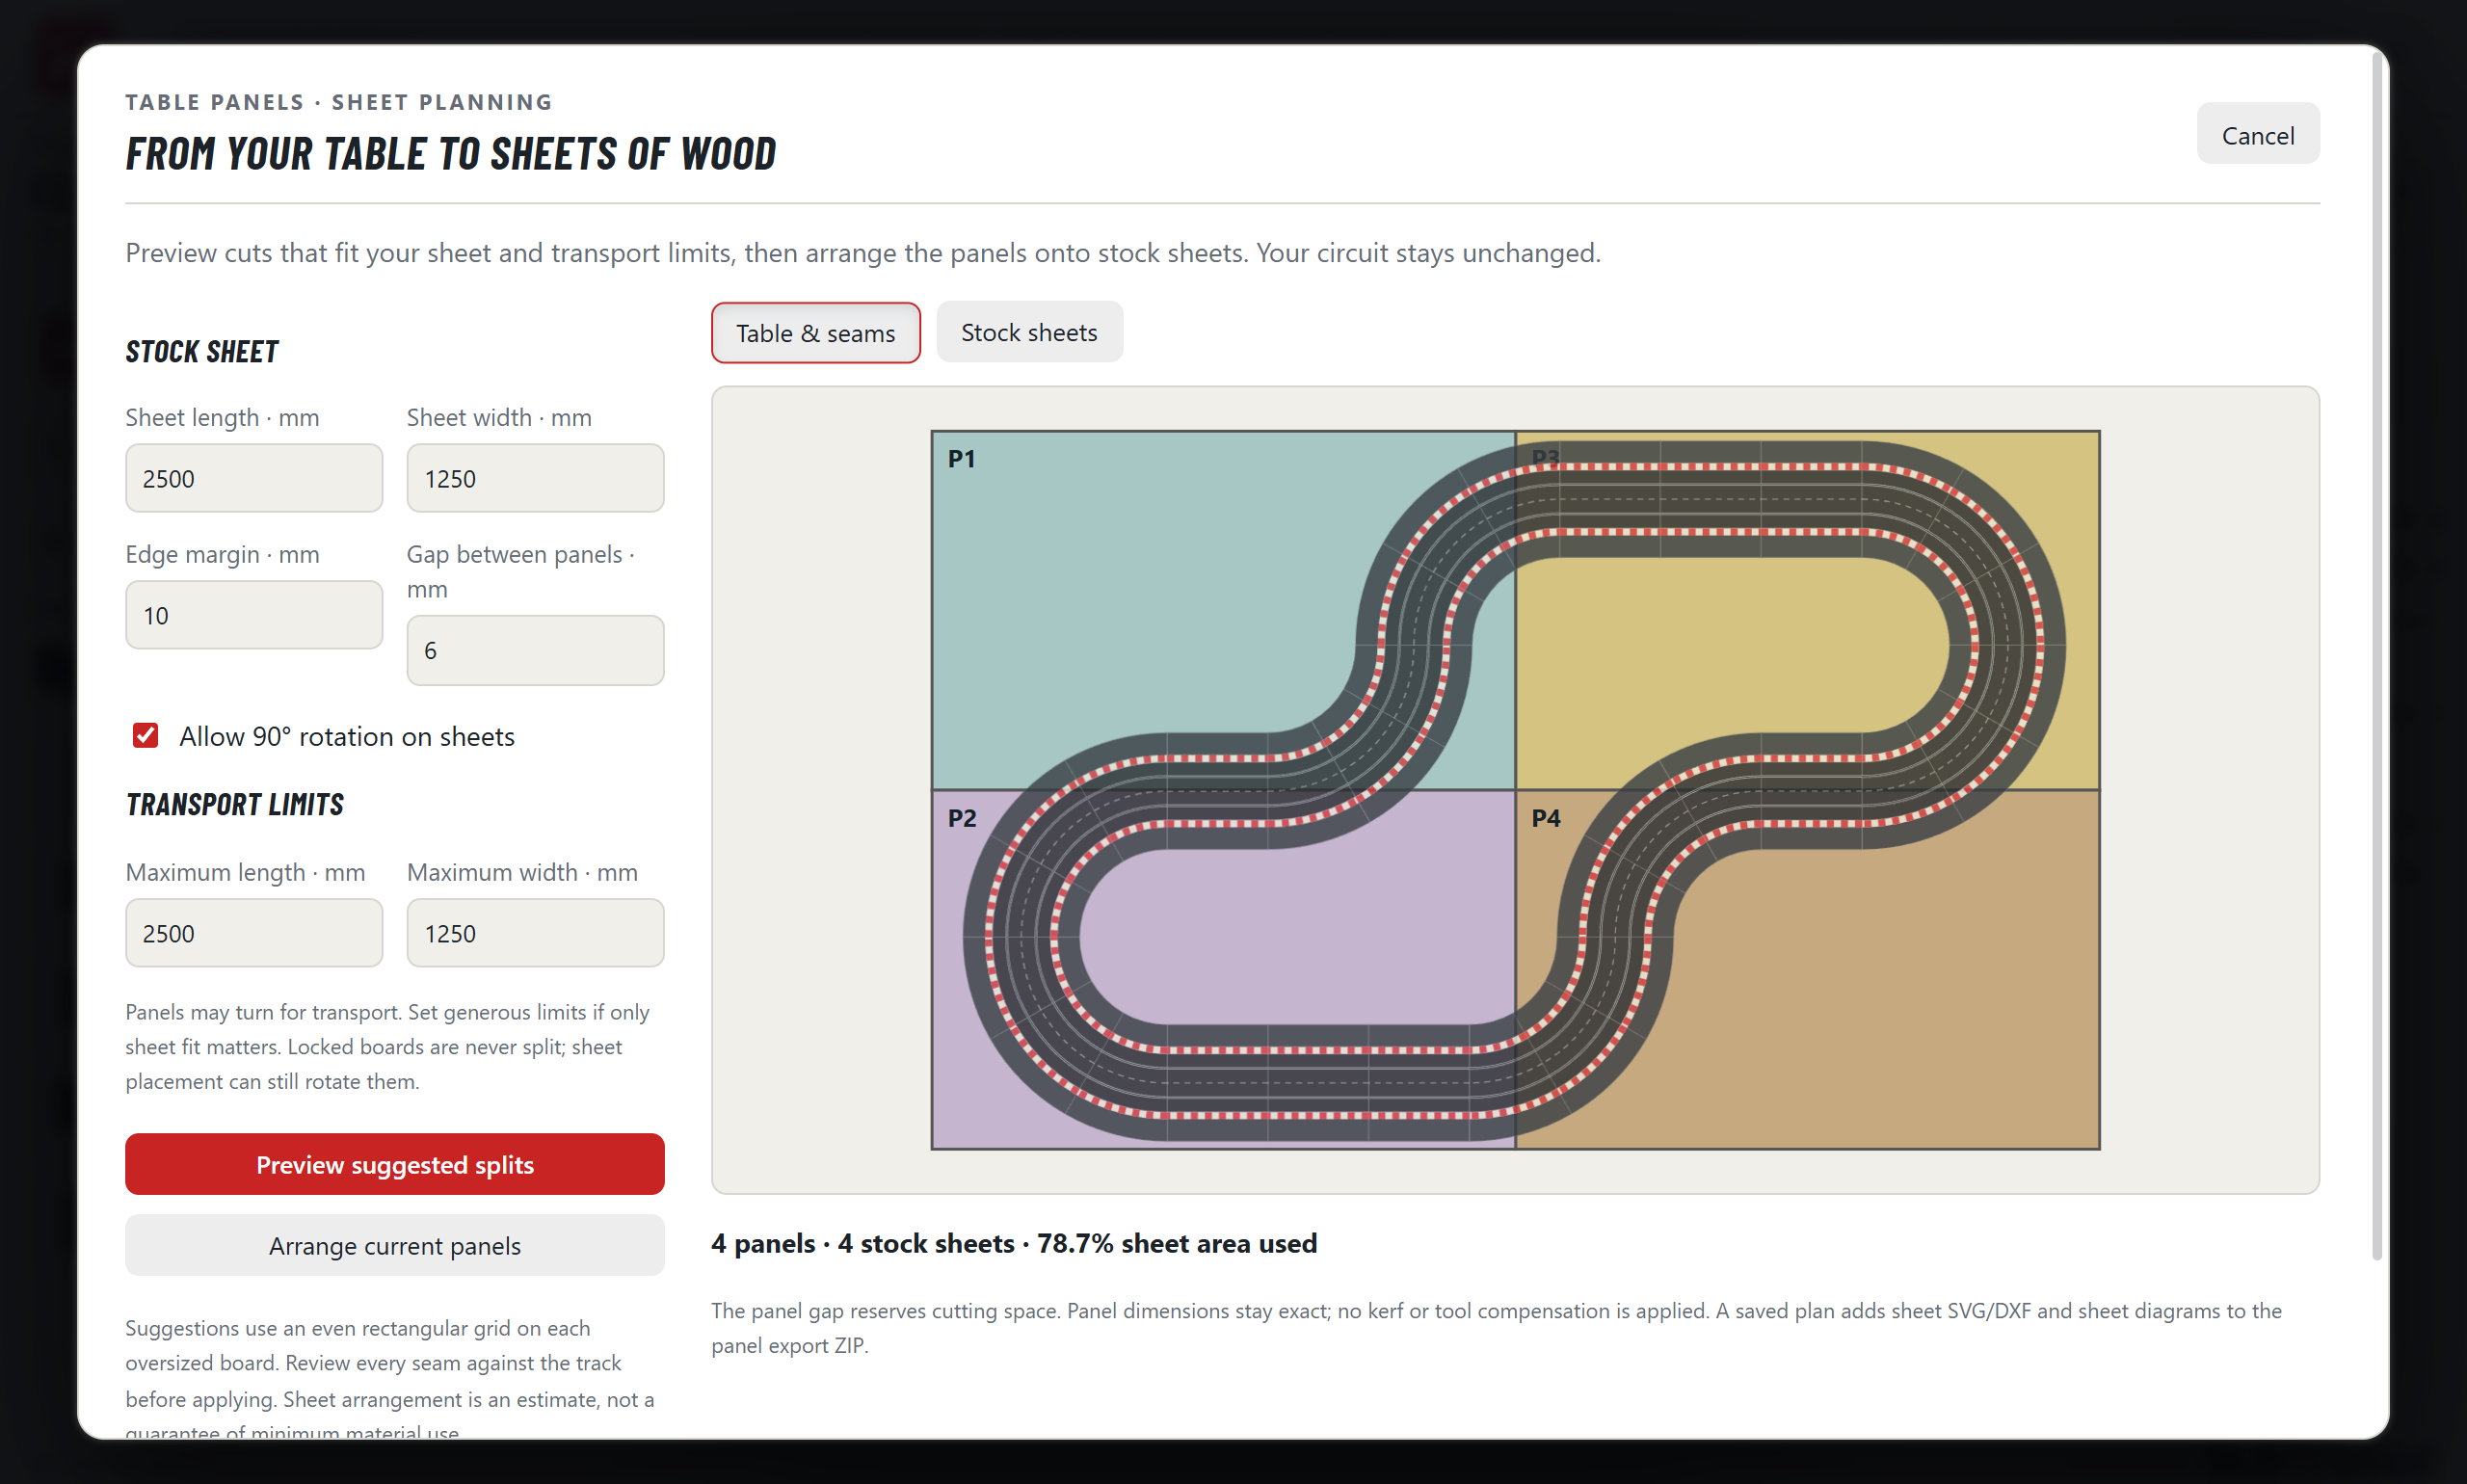 TABLE PANELS · SHEET PLANNING
FROM YOUR TABLE TO SHEETS OF WOOD
Cancel
Preview cuts that fit your sheet and transport limits, then arrange the panels onto stock sheets. Your circuit stays unchanged.
STOCK SHEET
Sheet length · mm
Sheet width · mm
2500
1250
Edge margin · mm
Gap between panels ·
mm
10
6
Allow 90° rotation on sheets
TRANSPORT LIMITS
Maximum length · mm
Maximum width · mm
2500
1250
Panels may turn for transport. Set generous limits if only
sheet fit matters. Locked boards are never split; sheet
placement can still rotate them.
Preview suggested splits
Arrange current panels
Suggestions use an even rectangular grid on each
oversized board. Review every seam against the track
before applying. Sheet arrangement is an estimate, not a
guarantee of minimum material use.
Table & seams
Stock sheets
P1
P3
P2
P4
4 panels · 4 stock sheets · 78.7% sheet area used
The panel gap reserves cutting space. Panel dimensions stay exact; no kerf or tool compensation is applied. A saved plan adds sheet SVG/DXF and sheet diagrams to the
panel export ZIP.